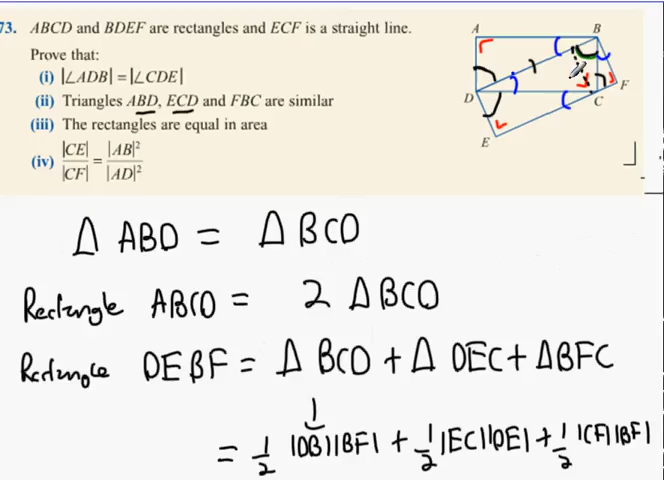 73. ABCD and BDEF are rectangles and ECF is a straight line.
Prove that:
(i) |∠ADB| = |∠CDE|
(ii) Triangles ABD, ECD and FBC are similar
(iii) The rectangles are equal in area
(iv) |CE| / |CF| = |AB|² / |AD|²
A B
D C F
E
Δ ABD = Δ BCD
Rectangle ABCD = 2 Δ BCD
Rectangle DEBF = Δ BCD + Δ DEC + Δ BFC
= 1/2 |DB||BF| + 1/2 |EC||DE| + 1/2 |CF||BF|